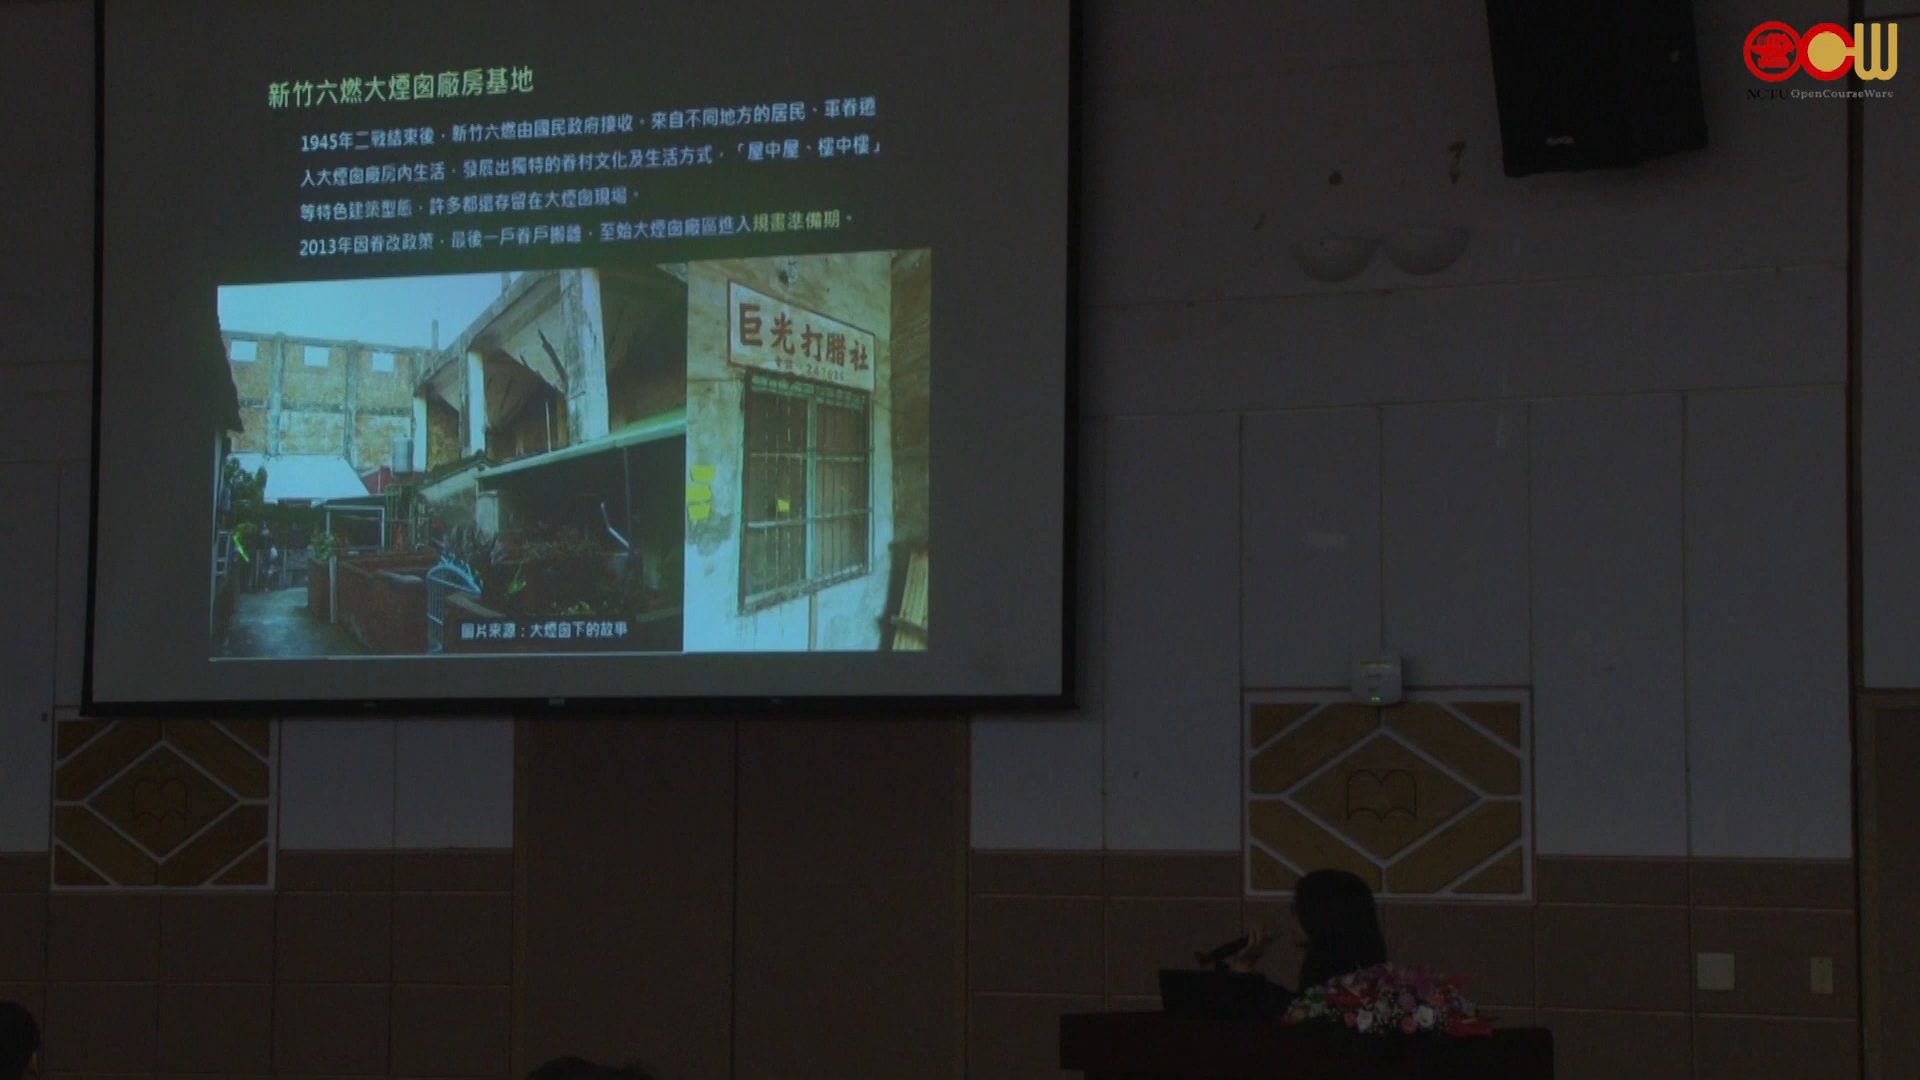 新竹六燃大煙囪廠房基地
1945年二戰結束後，新竹六燃由國民政府接收。來自不同地方的居民、軍眷遷
入大煙囪廠房內生活，發展出獨特的眷村文化及生活方式，「屋中屋、樓中樓」
等特色建築型態，許多都還存留在大煙囪現場。
2013年因眷改政策，最後一戶眷戶搬離，至始大煙囪廠區進入規畫準備期。
巨光打腊社
圖片來源：大煙囪下的故事
OCW
NCTU OpenCourseWare